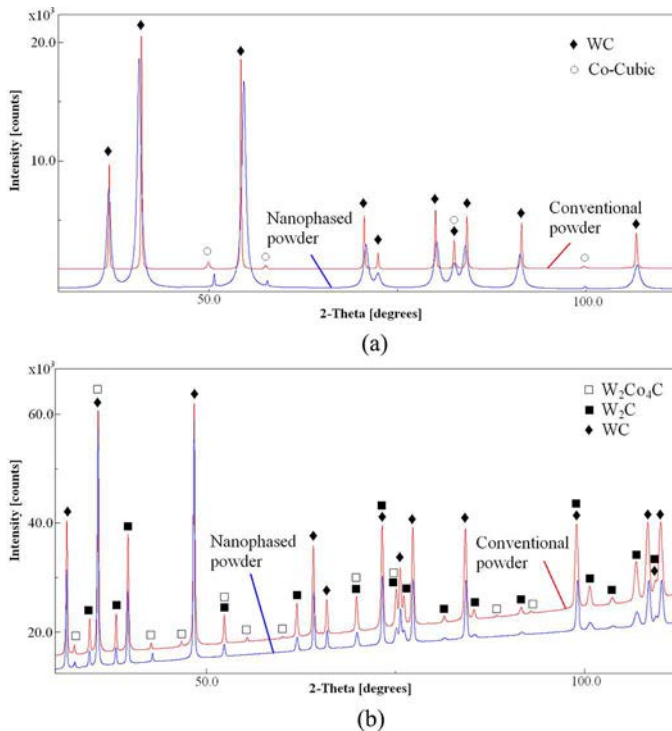 x10³
20.0
10.0
Intensity [counts]
♦ WC
○ Co-Cubic
Nanophased
powder
Conventional
powder
50.0
100.0
2-Theta [degrees]
(a)
x10³
60.0
40.0
20.0
Intensity [counts]
□ W₂Co₄C
■ W₂C
♦ WC
Nanophased
powder
Conventional
powder
50.0
100.0
2-Theta [degrees]
(b)